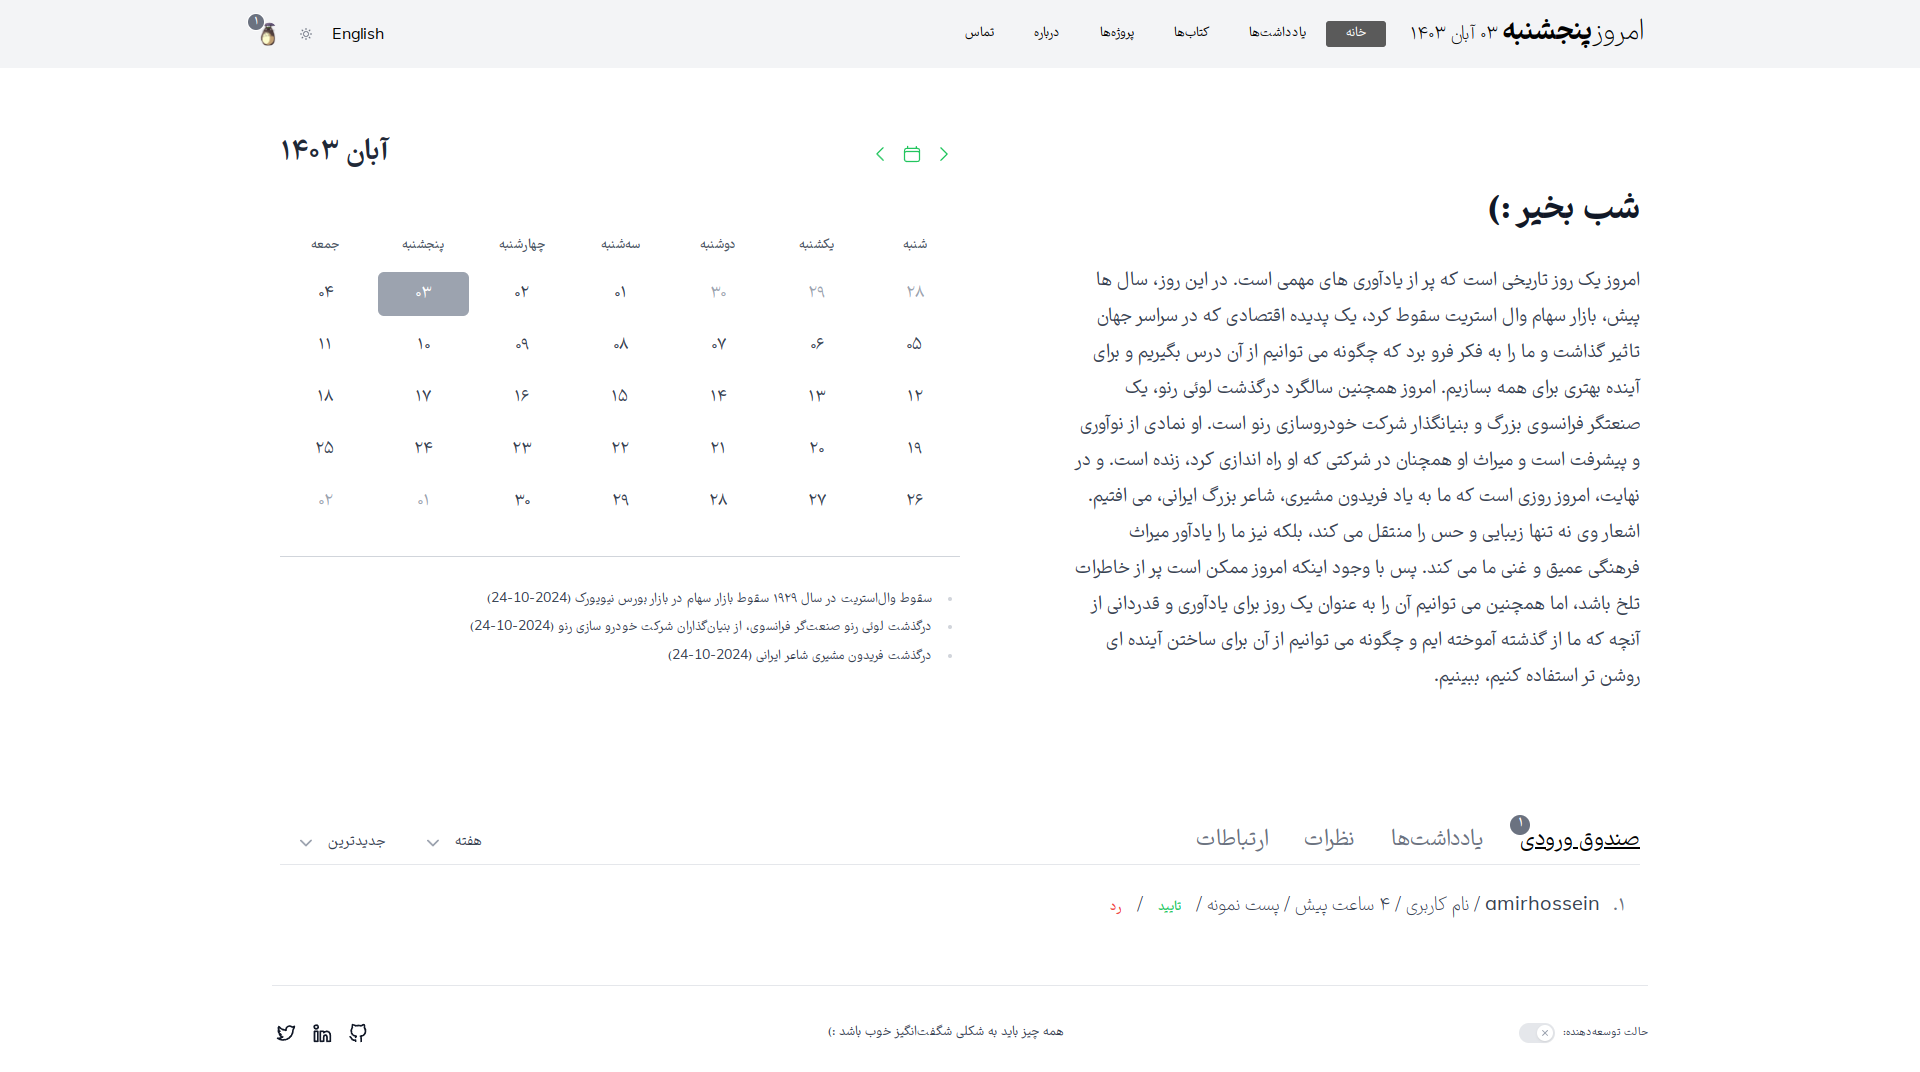 امروز پنجشنبه ۰۳ آبان ۱۴۰۳
خانه
یادداشت‌ها
کتاب‌ها
پروژه‌ها
درباره
تماس
English
۱
شب بخیر :)
امروز یک روز تاریخی است که پر از یادآوری های مهمی است. در این روز، سال ها
پیش، بازار سهام وال استریت سقوط کرد، یک پدیده اقتصادی که در سراسر جهان
تاثیر گذاشت و ما را به فکر فرو برد که چگونه می توانیم از آن درس بگیریم و برای
آینده بهتری برای همه بسازیم. امروز همچنین سالگرد درگذشت لوئی رنو، یک
صنعتگر فرانسوی بزرگ و بنیانگذار شرکت خودروسازی رنو است. او نمادی از نوآوری
و پیشرفت است و میراث او همچنان در شرکتی که او راه اندازی کرد، زنده است. و در
نهایت، امروز روزی است که ما به یاد فریدون مشیری، شاعر بزرگ ایرانی، می افتیم.
اشعار وی نه تنها زیبایی و حس را منتقل می کند، بلکه نیز ما را یادآور میراث
فرهنگی عمیق و غنی ما می کند. پس با وجود اینکه امروز ممکن است پر از خاطرات
تلخ باشد، اما همچنین می توانیم آن را به عنوان یک روز برای یادآوری و قدردانی از
آنچه که ما از گذشته آموخته ایم و چگونه می توانیم از آن برای ساختن آینده ای
روشن تر استفاده کنیم، ببینیم.
آبان ۱۴۰۳
شنبه یکشنبه دوشنبه سه‌شنبه چهارشنبه پنجشنبه جمعه
۲۸ ۲۹ ۳۰ ۰۱ ۰۲ ۰۳ ۰۴
۰۵ ۰۶ ۰۷ ۰۸ ۰۹ ۱۰ ۱۱
۱۲ ۱۳ ۱۴ ۱۵ ۱۶ ۱۷ ۱۸
۱۹ ۲۰ ۲۱ ۲۲ ۲۳ ۲۴ ۲۵
۲۶ ۲۷ ۲۸ ۲۹ ۳۰ ۰۱ ۰۲
سقوط وال‌استریت در سال ۱۹۲۹ سقوط بازار سهام در بازار بورس نیویورک (24-10-2024)
درگذشت لوئی رنو صنعت‌گر فرانسوی، از بنیان‌گذاران شرکت خودرو سازی رنو (24-10-2024)
درگذشت فریدون مشیری شاعر ایرانی (24-10-2024)
صندوق ورودی ۱
یادداشت‌ها
نظرات
ارتباطات
هفته
جدیدترین
۱. amirhossein / نام کاربری / ۴ ساعت پیش / پست نمونه / تایید / رد
حالت توسعه‌دهنده:
همه چیز باید به شکلی شگفت‌انگیز خوب باشد :)